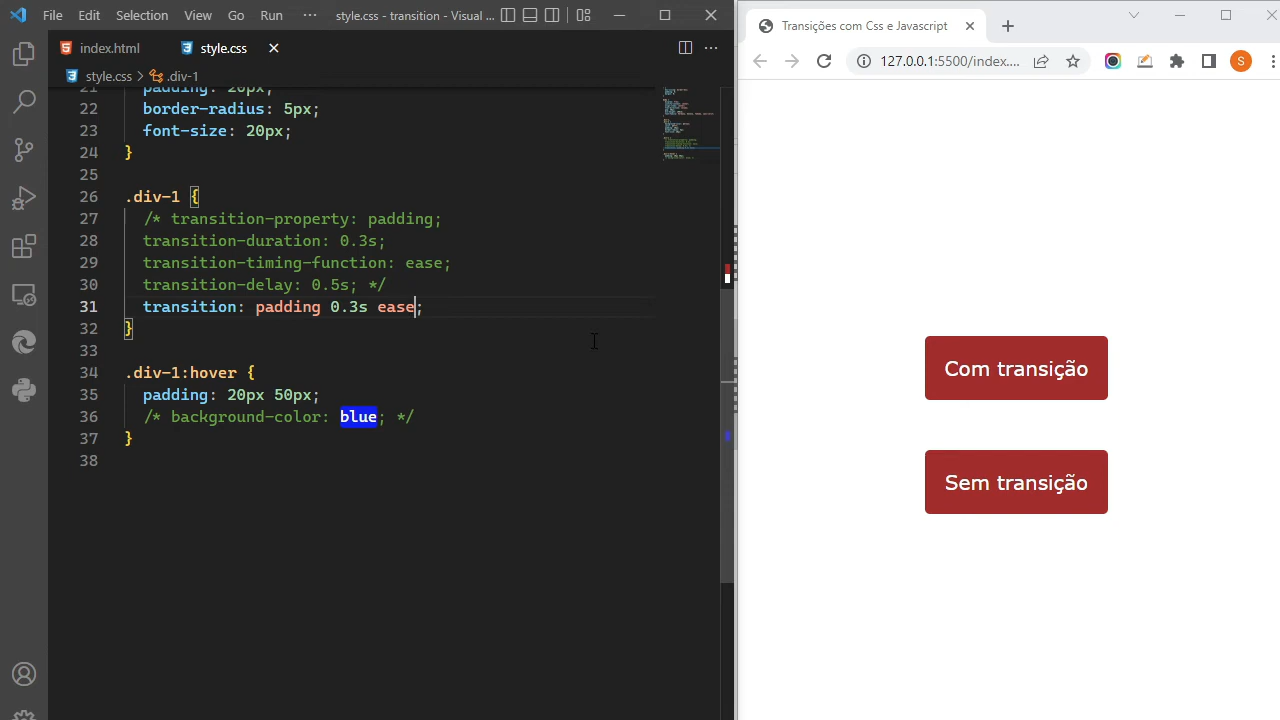 File Edit Selection View Go Run ··· style.css - transition - Visual ...
index.html style.css
style.css > .div-1
21 padding: 20px;
22 border-radius: 5px;
23 font-size: 20px;
24 }
25
26 .div-1 {
27 /* transition-property: padding;
28 transition-duration: 0.3s;
29 transition-timing-function: ease;
30 transition-delay: 0.5s; */
31 transition: padding 0.3s ease;
32 }
33
34 .div-1:hover {
35 padding: 20px 50px;
36 /* background-color: blue; */
37 }
38
Transições com Css e Javascript
127.0.0.1:5500/index....
S
Com transição
Sem transição